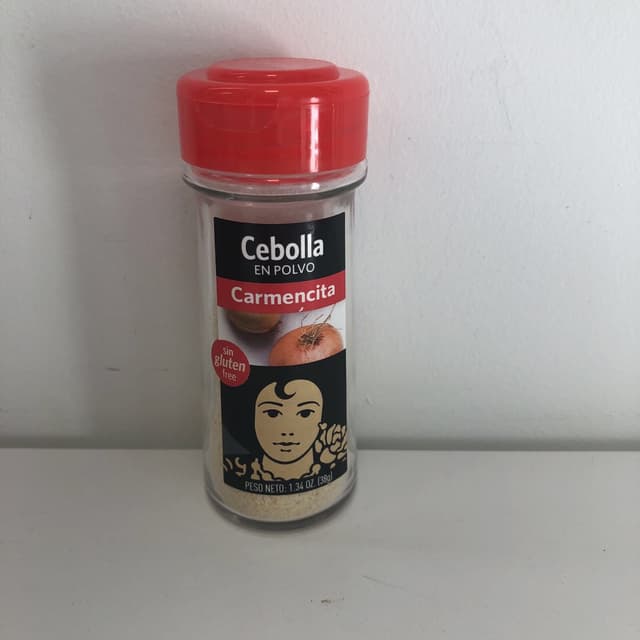 Cebolla
EN POLVO
Carmencita
sin
gluten
free
PESO NETO: 1.34 OZ. (38g)